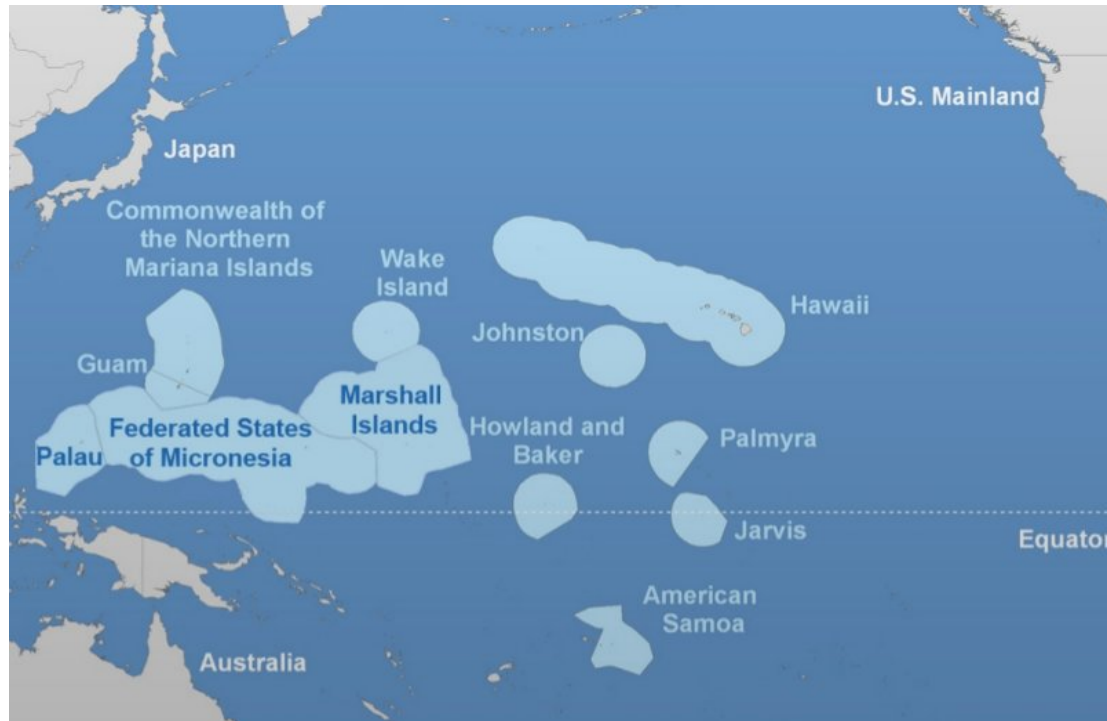 U.S. Mainland
Japan
Commonwealth of
the Northern
Mariana Islands
Wake
Island
Hawaii
Johnston
Guam
Marshall
Islands
Federated States
of Micronesia
Palau
Howland and
Baker
Palmyra
Jarvis
Equator
American
Samoa
Australia